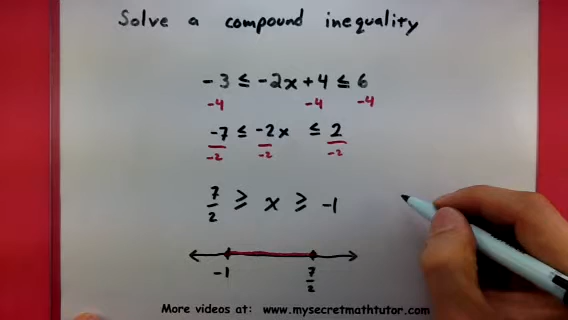 Solve a compound inequality
-3 ≤ -2x + 4 ≤ 6
-4 -4 -4
-7 ≤ -2x ≤ 2
-2 -2 -2
7/2 ≥ x ≥ -1
-1 7/2
More videos at: www.mysecretmathtutor.com